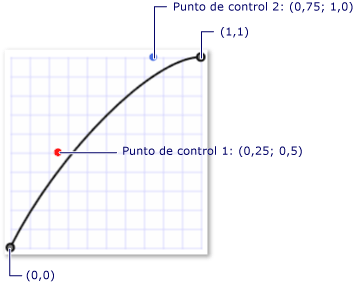 Punto de control 2: (0,75; 1,0)
(1,1)
Punto de control 1: (0,25; 0,5)
(0,0)